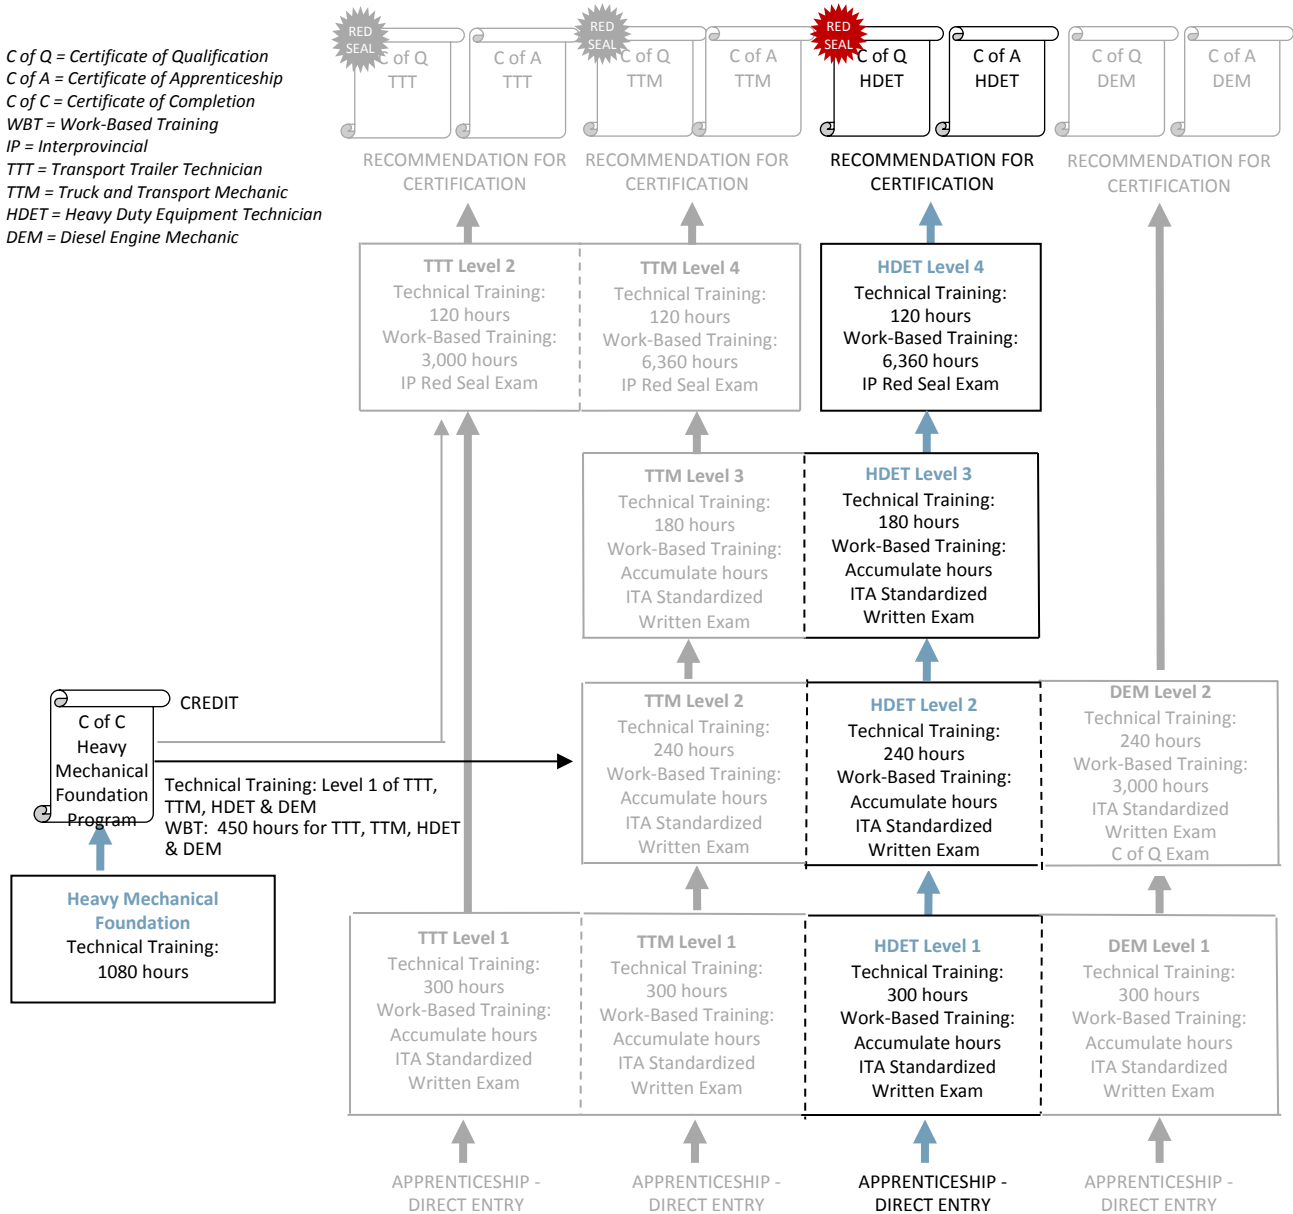 C of Q = Certificate of Qualification
C of A = Certificate of Apprenticeship
C of C = Certificate of Completion
WBT = Work-Based Training
IP = Interprovincial
TTT = Transport Trailer Technician
TTM = Truck and Transport Mechanic
HDET = Heavy Duty Equipment Technician
DEM = Diesel Engine Mechanic
RED
SEAL
C of Q
TTT
C of A
TTT
RECOMMENDATION FOR
CERTIFICATION
RED
SEAL
C of Q
TTM
C of A
TTM
RECOMMENDATION FOR
CERTIFICATION
RED
SEAL
C of Q
HDET
C of A
HDET
RECOMMENDATION FOR
CERTIFICATION
C of Q
DEM
C of A
DEM
RECOMMENDATION FOR
CERTIFICATION
TTT Level 2
Technical Training:
120 hours
Work-Based Training:
3,000 hours
IP Red Seal Exam
TTM Level 4
Technical Training:
120 hours
Work-Based Training:
6,360 hours
IP Red Seal Exam
HDET Level 4
Technical Training:
120 hours
Work-Based Training:
6,360 hours
IP Red Seal Exam
TTM Level 3
Technical Training:
180 hours
Work-Based Training:
Accumulate hours
ITA Standardized
Written Exam
HDET Level 3
Technical Training:
180 hours
Work-Based Training:
Accumulate hours
ITA Standardized
Written Exam
C of C
Heavy
Mechanical
Foundation
Program
CREDIT
Technical Training: Level 1 of TTT,
TTM, HDET & DEM
WBT: 450 hours for TTT, TTM, HDET
& DEM
TTM Level 2
Technical Training:
240 hours
Work-Based Training:
Accumulate hours
ITA Standardized
Written Exam
HDET Level 2
Technical Training:
240 hours
Work-Based Training:
Accumulate hours
ITA Standardized
Written Exam
DEM Level 2
Technical Training:
240 hours
Work-Based Training:
3,000 hours
ITA Standardized
Written Exam
C of Q Exam
Heavy Mechanical
Foundation
Technical Training:
1080 hours
TTT Level 1
Technical Training:
300 hours
Work-Based Training:
Accumulate hours
ITA Standardized
Written Exam
TTM Level 1
Technical Training:
300 hours
Work-Based Training:
Accumulate hours
ITA Standardized
Written Exam
HDET Level 1
Technical Training:
300 hours
Work-Based Training:
Accumulate hours
ITA Standardized
Written Exam
DEM Level 1
Technical Training:
300 hours
Work-Based Training:
Accumulate hours
ITA Standardized
Written Exam
APPRENTICESHIP -
DIRECT ENTRY
APPRENTICESHIP -
DIRECT ENTRY
APPRENTICESHIP -
DIRECT ENTRY
APPRENTICESHIP -
DIRECT ENTRY